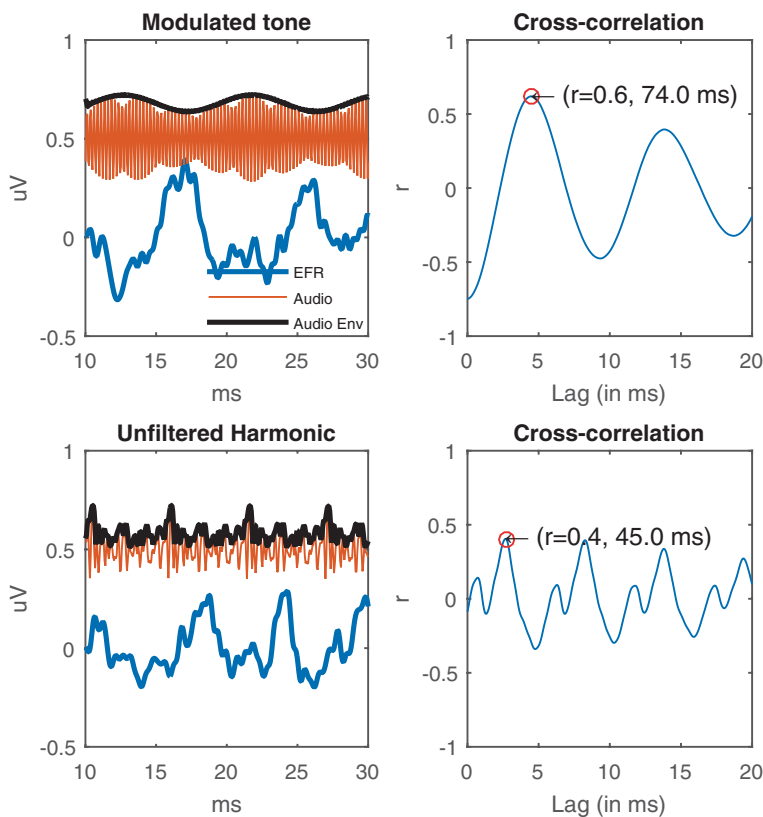 Modulated tone
1
0.5
0
-0.5
uV
10 15 20 25 30
ms
EFR
Audio
Audio Env
Cross-correlation
1
0.5
0
-0.5
-1
r
(r=0.6, 74.0 ms)
0 5 10 15 20
Lag (in ms)
Unfiltered Harmonic
1
0.5
0
-0.5
uV
10 15 20 25 30
ms
Cross-correlation
1
0.5
0
-0.5
-1
r
(r=0.4, 45.0 ms)
0 5 10 15 20
Lag (in ms)